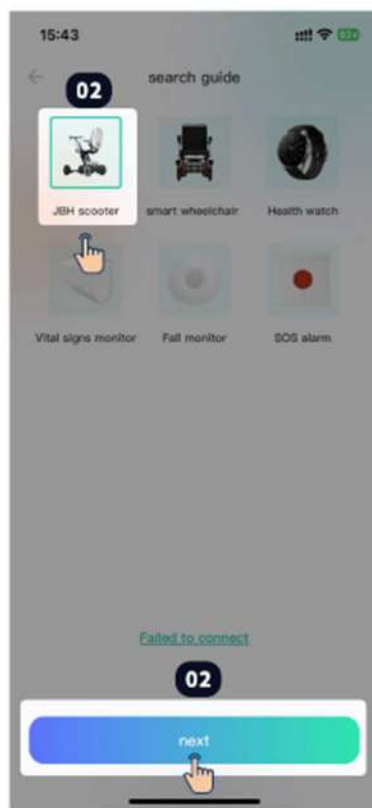 15:43
02
search guide
JBH scooter
smart wheelchair
Health watch
Vital signs monitor
Fall monitor
SOS alarm
Failed to connect
02
next